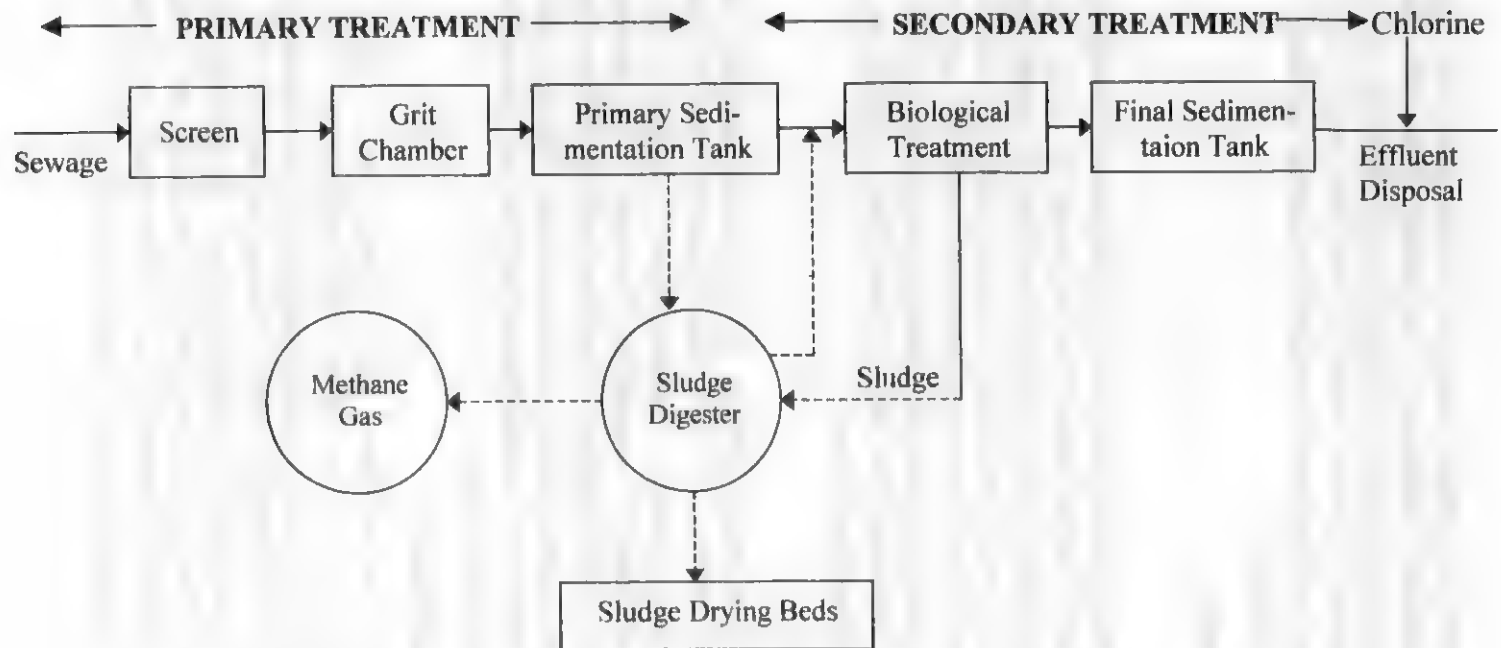 PRIMARY TREATMENT
SECONDARY TREATMENT
Chlorine
Sewage
Screen
Grit
Chamber
Primary Sedi-
mentation Tank
Biological
Treatment
Final Sedimen-
taion Tank
Effluent
Disposal
Methane
Gas
Sludge
Digester
Sludge
Sludge Drying Beds